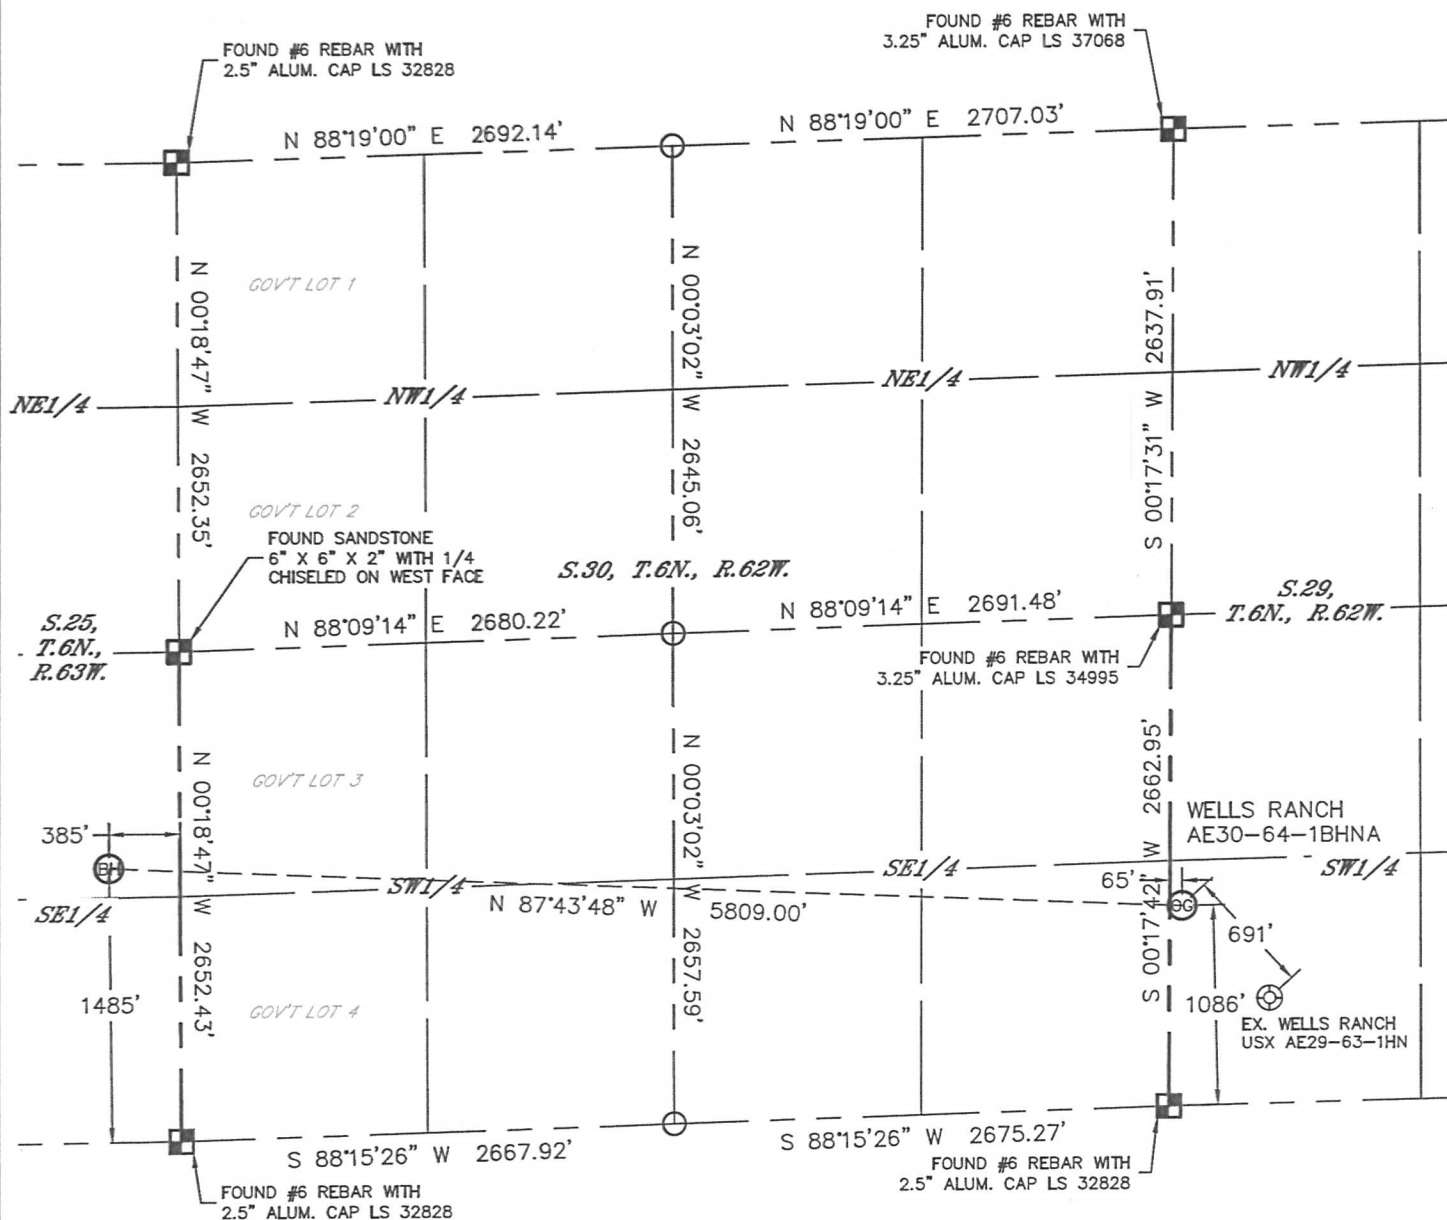 FOUND #6 REBAR WITH
3.25" ALUM. CAP LS 37068
FOUND #6 REBAR WITH
2.5" ALUM. CAP LS 32828
N 88°19'00" E 2692.14'
N 88°19'00" E 2707.03'
N 00°18'47" W 2652.35'
GOV'T LOT 1
N 00°03'02" W 2645.06'
S 00°17'31" W 2637.91'
NE1/4
NW1/4
NE1/4
NW1/4
GOV'T LOT 2
FOUND SANDSTONE
6" X 6" X 2" WITH 1/4
CHISELED ON WEST FACE
S.30, T.6N., R.62W.
S.29,
T.6N., R.62W.
S.25,
T.6N.,
R.63W.
N 88°09'14" E 2680.22'
N 88°09'14" E 2691.48'
FOUND #6 REBAR WITH
3.25" ALUM. CAP LS 34995
N 00°18'47" W 2652.43'
GOV'T LOT 3
N 00°03'02" W 2657.59'
S 00°17'42" W 2662.95'
WELLS RANCH
AE30-64-1BHNA
385'
BH
SE1/4
SW1/4
SE1/4
SW1/4
N 87°43'48" W 5809.00'
65'
OG
691'
1485'
GOV'T LOT 4
1086'
EX. WELLS RANCH
USX AE29-63-1HN
S 88°15'26" W 2667.92'
S 88°15'26" W 2675.27'
FOUND #6 REBAR WITH
2.5" ALUM. CAP LS 32828
FOUND #6 REBAR WITH
2.5" ALUM. CAP LS 32828